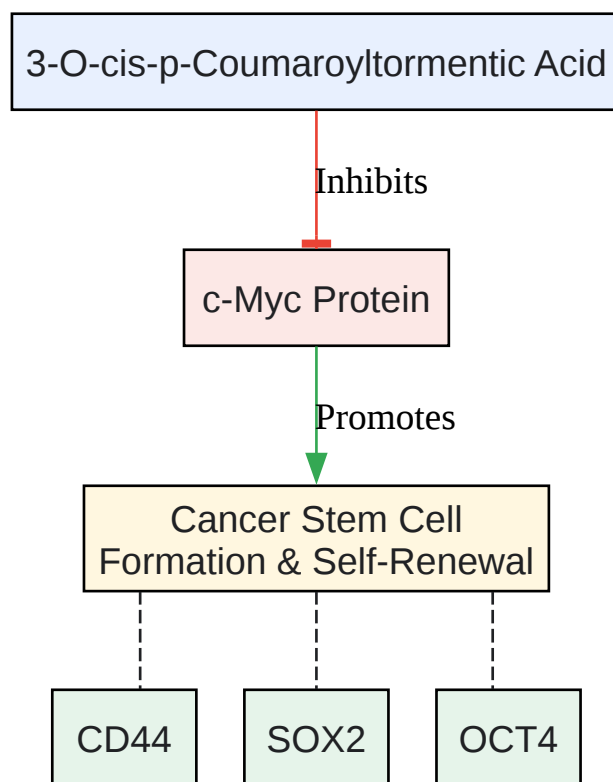 3-O-cis-p-Coumaroyltormentic Acid
Inhibits
c-Myc Protein
Promotes
Cancer Stem Cell
Formation & Self-Renewal
CD44
SOX2
OCT4